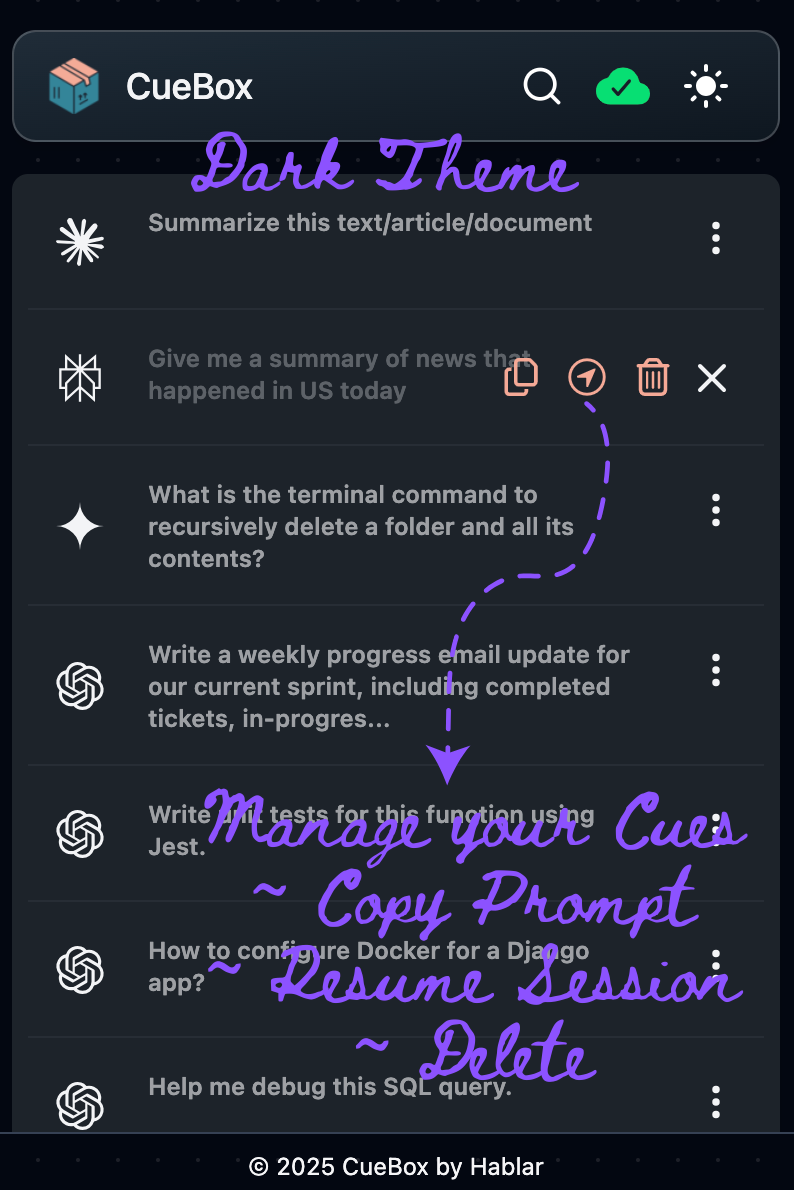 CueBox
Dark Theme
Summarize this text/article/document
Give me a summary of news that
happened in US today
What is the terminal command to
recursively delete a folder and all its
contents?
Write a weekly progress email update for
our current sprint, including completed
tickets, in-progres...
Write unit tests for this function using
Jest.
Manage your Cues
~ Copy Prompt
How to configure Docker for a Django
app?
~ Resume Session
~ Delete
Help me debug this SQL query.
© 2025 CueBox by Hablar